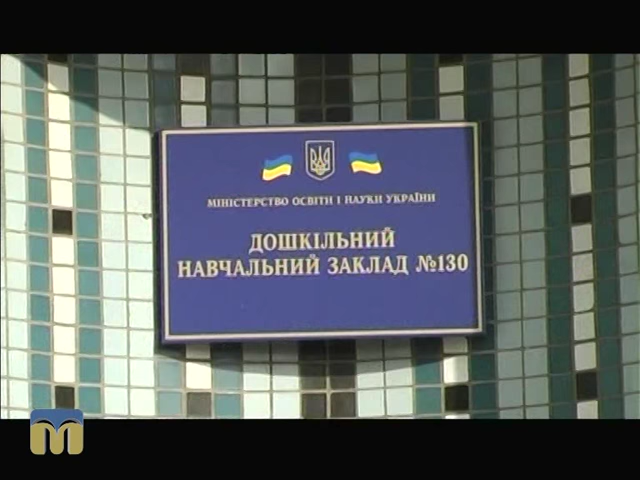 МІНІСТЕРСТВО ОСВІТИ І НАУКИ УКРАЇНИ
ДОШКІЛЬНИЙ
НАВЧАЛЬНИЙ ЗАКЛАД №130
М